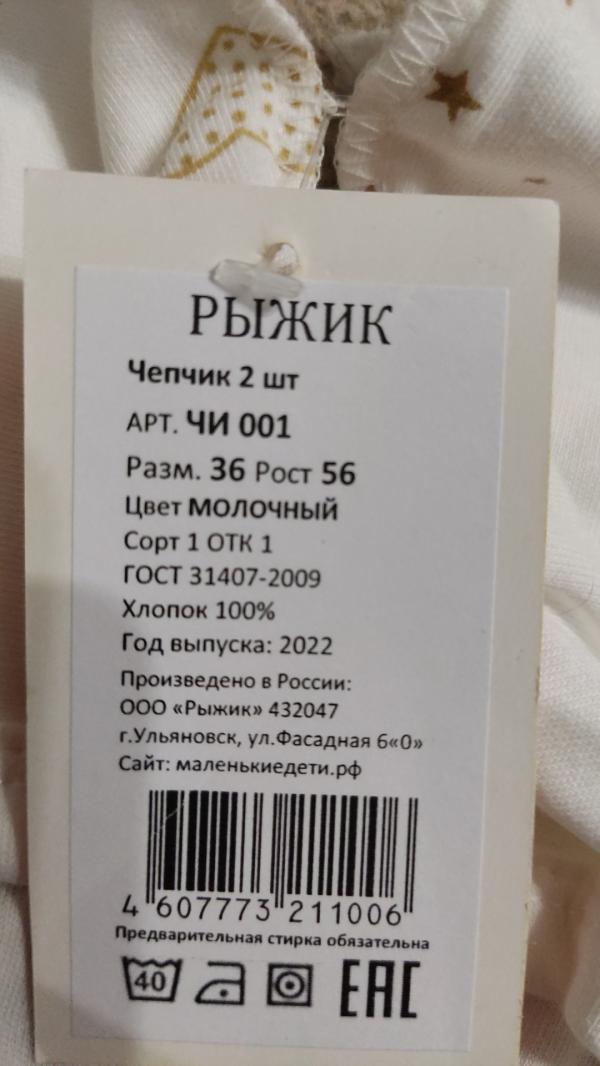 РЫЖИК
Чепчик 2 шт
АРТ. ЧИ 001
Разм. 36 Рост 56
Цвет МОЛОЧНЫЙ
Сорт 1 ОТК 1
ГОСТ 31407-2009
Хлопок 100%
Год выпуска: 2022
Произведено в России:
ООО «Рыжик» 432047
г.Ульяновск, ул.Фасадная 6«0»
Сайт: маленькиедети.рф
4 607773 211006
Предварительная стирка обязательна
40 EAC